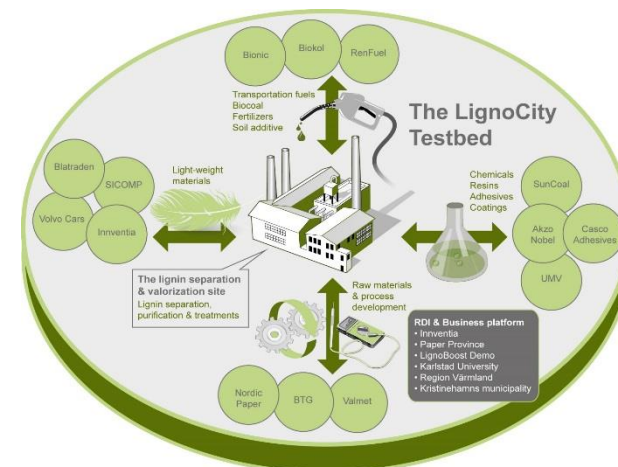 Bionic
Biokol
RenFuel
Transportation fuels
Biocoal
Fertilizers
Soil additive
The LignoCity
Testbed
Blatraden
SICOMP
Volvo Cars
Innventia
Light-weight
materials
Chemicals
Resins
Adhesives
Coatings
SunCoal
Akzo
Nobel
Casco
Adhesives
UMV
The lignin separation
& valorization site
Lignin separation,
purification & treatments
Raw materials
& process
development
RDI & Business platform
• Innventia
• Paper Province
• LignoBoost Demo
• Karlstad University
• Region Värmland
• Kristinehamns municipality
Nordic
Paper
BTG
Valmet